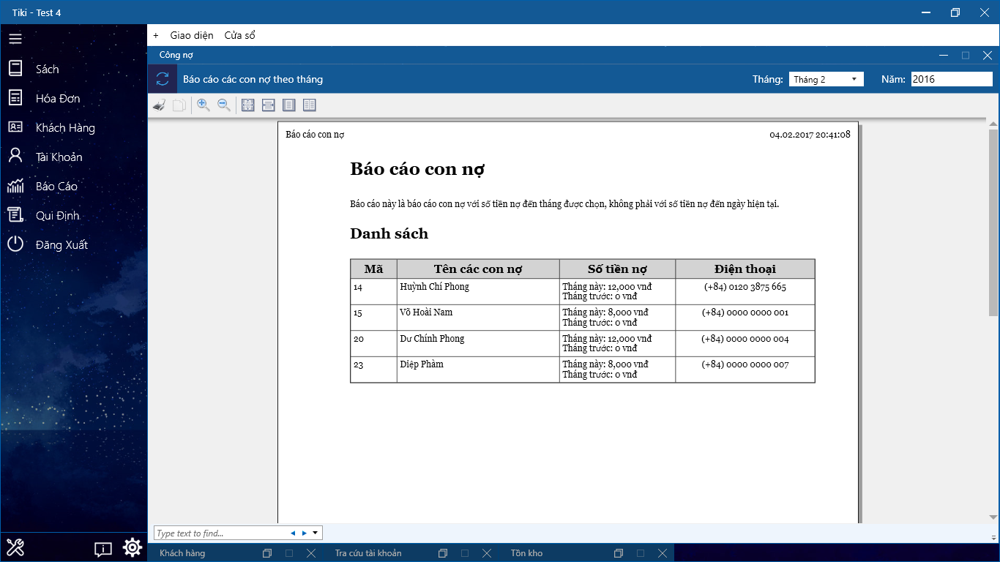 Tiki - Test 4
+ Giao diện Cửa sổ
Sách
Hóa Đơn
Khách Hàng
Tài Khoản
Báo Cáo
Qui Định
Đăng Xuất
Công nợ
Báo cáo các con nợ theo tháng
Tháng: Tháng 2 Năm: 2016
Báo cáo con nợ 04.02.2017 20:41:08
Báo cáo con nợ
Báo cáo này là báo cáo con nợ với số tiền nợ đến tháng được chọn, không phải với số tiền nợ đến ngày hiện tại.
Danh sách
Mã Tên các con nợ Số tiền nợ Điện thoại
14 Huỳnh Chí Phong Tháng này: 12,000 vnđ (+84) 0120 3875 665
Tháng trước: 0 vnđ
15 Võ Hoài Nam Tháng này: 8,000 vnđ (+84) 0000 0000 001
Tháng trước: 0 vnđ
20 Dư Chính Phong Tháng này: 12,000 vnđ (+84) 0000 0000 004
Tháng trước: 0 vnđ
23 Diệp Phàm Tháng này: 8,000 vnđ (+84) 0000 0000 007
Tháng trước: 0 vnđ
Type text to find...
Khách hàng Tra cứu tài khoản Tồn kho